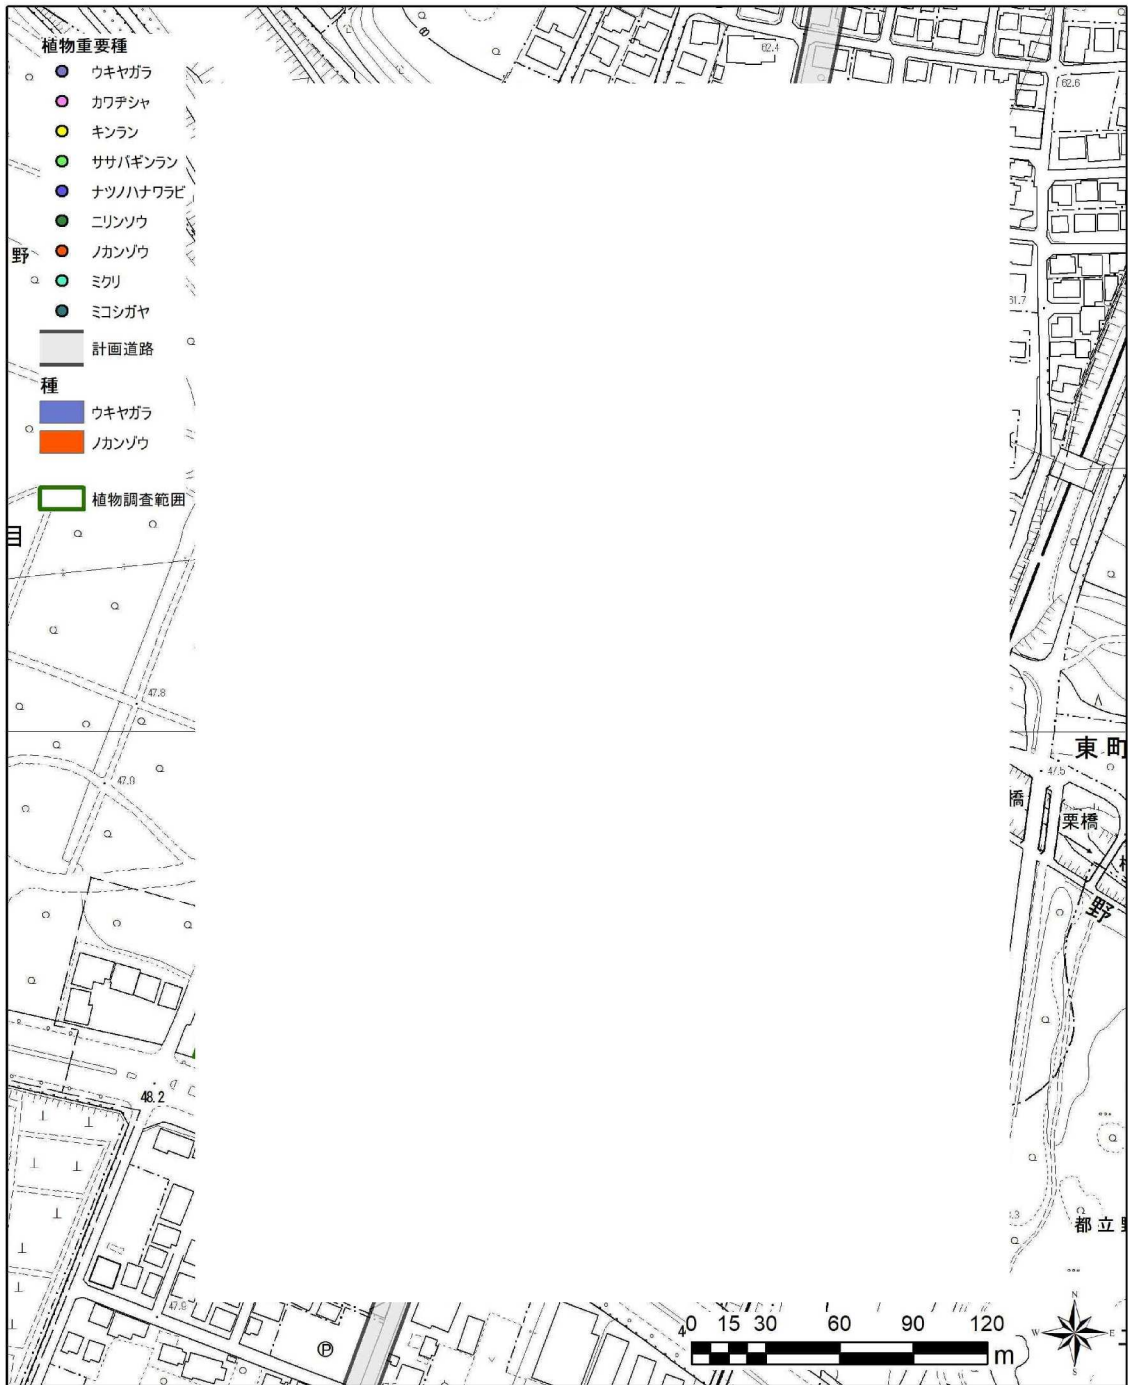 植物重要種
ウキヤガラ
カワヂシャ
キンラン
ササバギンラン
ナツノハナワラビ
ニリンソウ
ノカンゾウ
ミクリ
ミコシガヤ
計画道路
種
ウキヤガラ
ノカンゾウ
植物調査範囲
野
目
62.4
62.6
47.8
47.9
東町
47.5
橋
栗橋
野
48.2
都立
47.9
P
0 15 30 60 90 120
m
N
W E
S